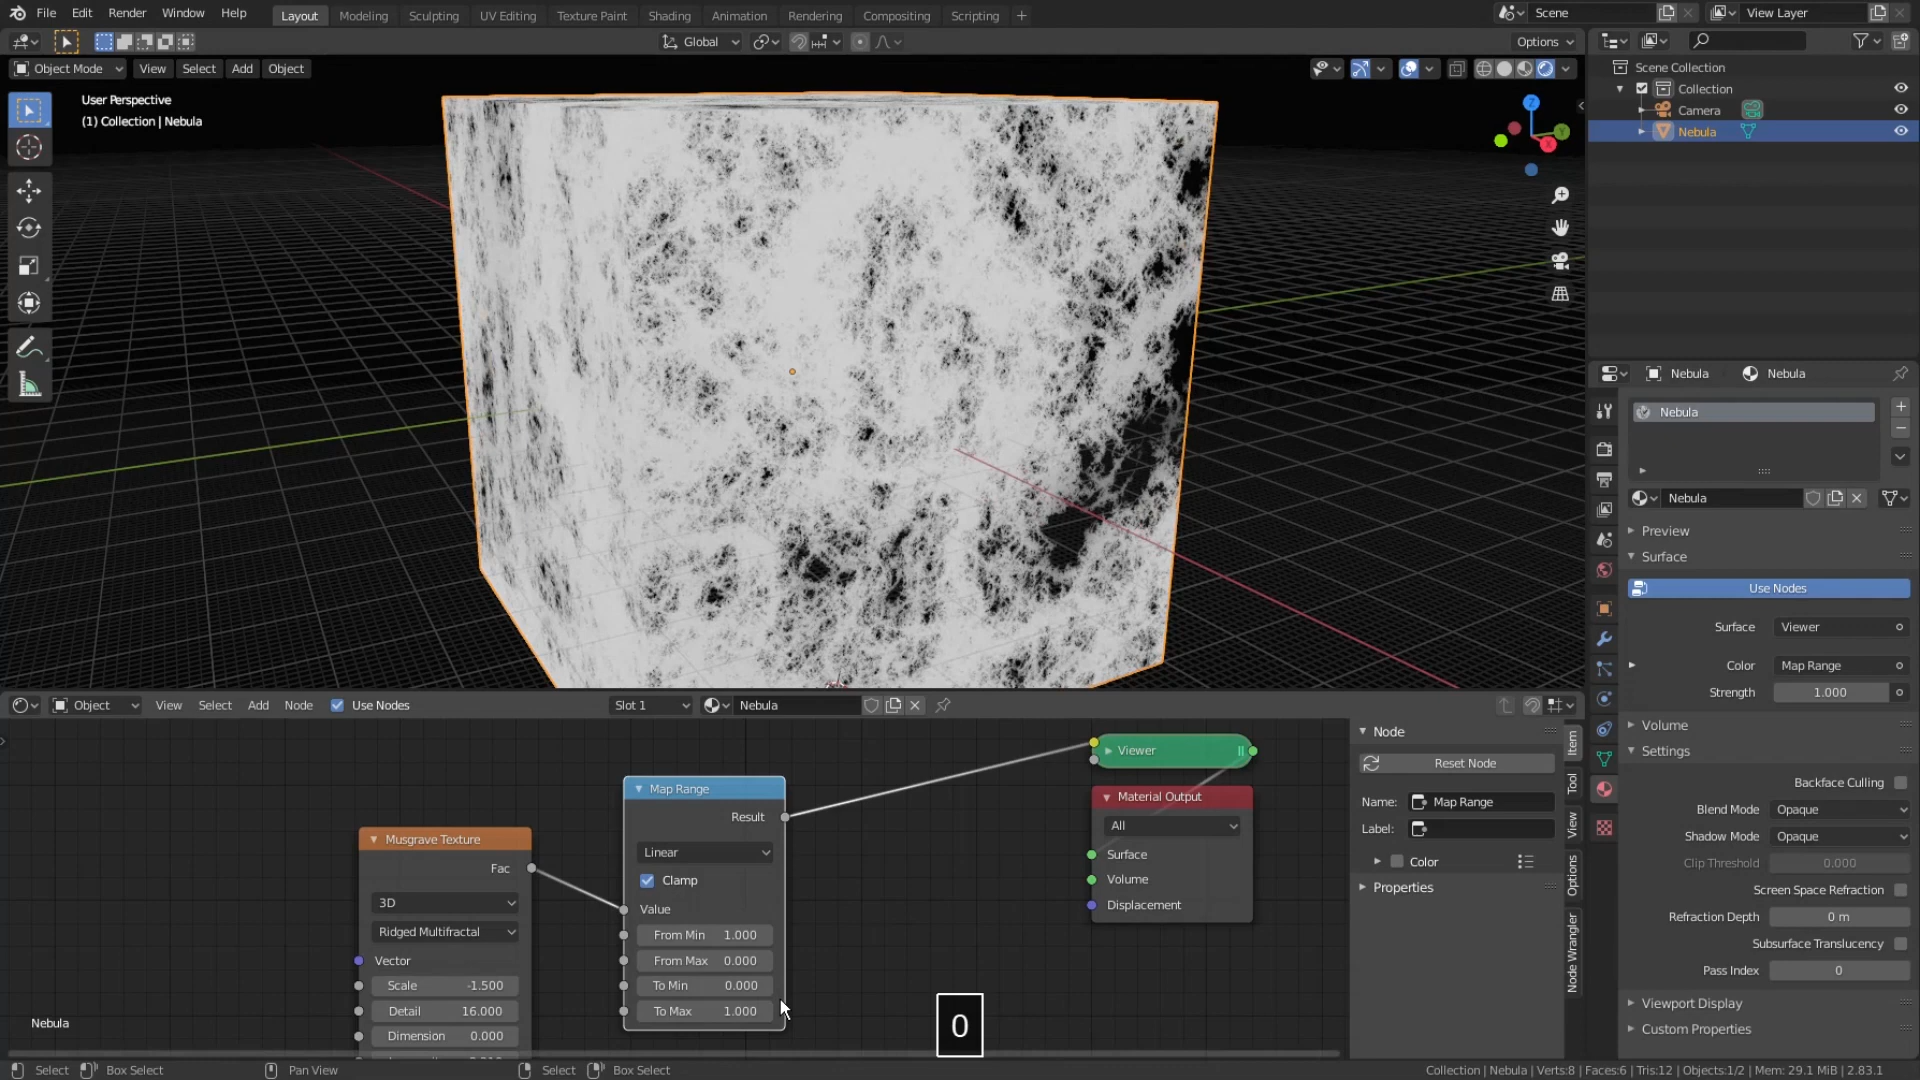 File Edit Render Window Help Layout Modeling Sculpting UV Editing Texture Paint Shading Animation Rendering Compositing Scripting + Scene View Layer
Global Options
Object Mode View Select Add Object
User Perspective
(1) Collection | Nebula
Z
Y
X
Scene Collection
Collection
Camera
Nebula
Nebula Nebula
Nebula
Nebula
Preview
Surface
Use Nodes
Surface Viewer
Color Map Range
Strength 1.000
Volume
Settings
Backface Culling
Blend Mode Opaque
Shadow Mode Opaque
Clip Threshold 0.000
Screen Space Refraction
Refraction Depth 0 m
Subsurface Translucency
Pass Index 0
Viewport Display
Custom Properties
Object View Select Add Node Use Nodes Slot 1 Nebula
Viewer
Material Output
All
Surface
Volume
Displacement
Map Range
Result
Linear
Clamp
Value
From Min 1.000
From Max 0.000
To Min 0.000
To Max 1.000
Musgrave Texture
Fac
3D
Ridged Multifractal
Vector
Scale -1.500
Detail 16.000
Dimension 0.000
Nebula
0
Node
Reset Node
Name: Map Range
Label:
Color
Properties
Item
Tool
View
Options
Node Wrangler
Select Box Select Pan View Select Box Select Collection | Nebula | Verts:8 | Faces:6 | Tris:12 | Objects:1/2 | Mem: 29.1 MiB | 2.83.1